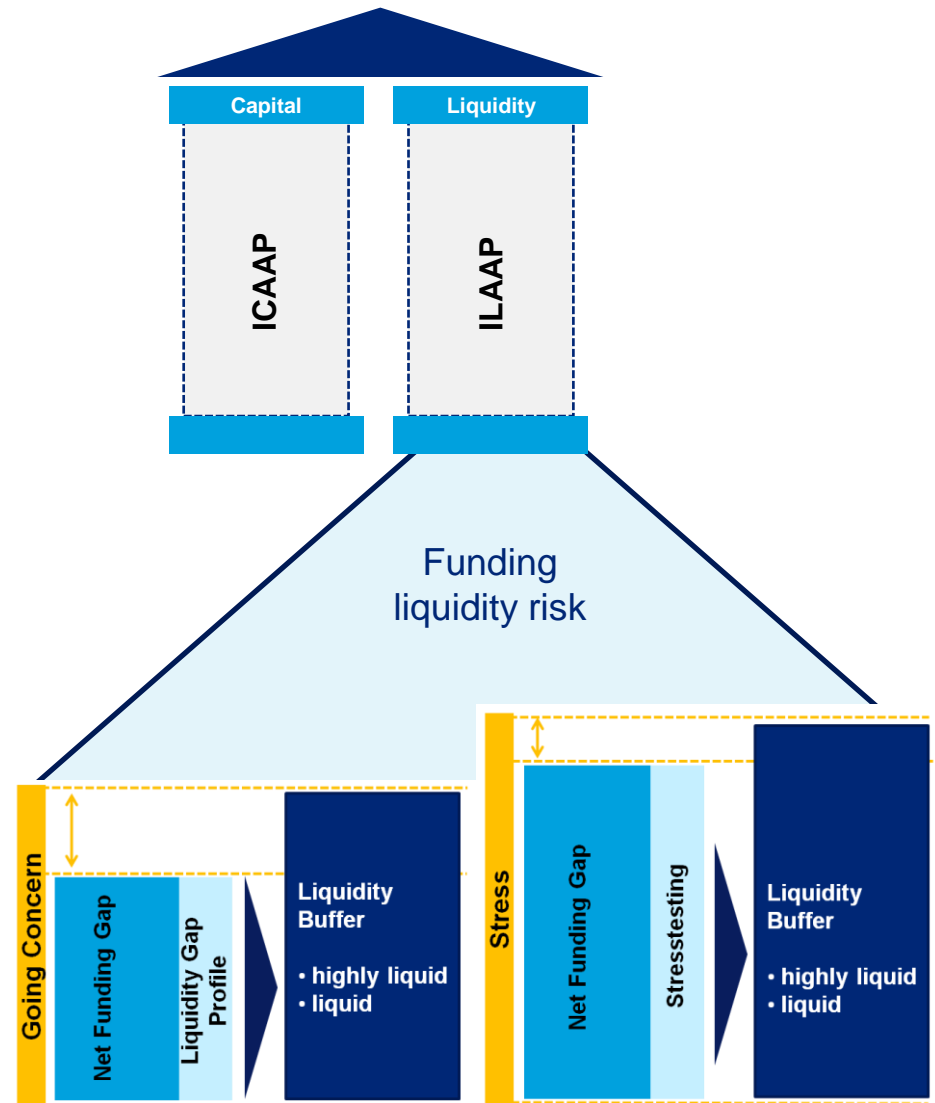 Capital
Liquidity
ICAAP
ILAAP
Funding
liquidity risk
Going Concern
Net Funding Gap
Liquidity Gap
Profile
Liquidity
Buffer
• highly liquid
• liquid
Stress
Net Funding Gap
Stresstesting
Liquidity
Buffer
• highly liquid
• liquid